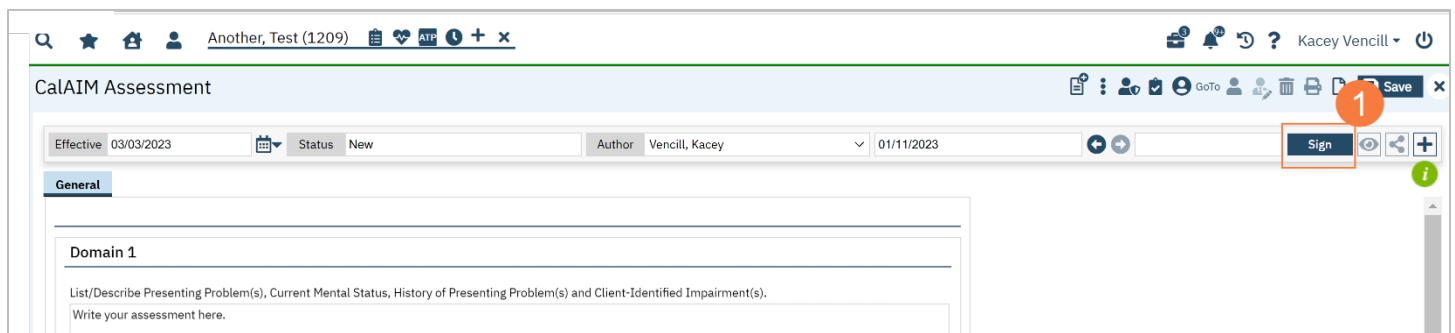 Another, Test (1209) ATP 3 9+ ? Kacey Vencill
CalAIM Assessment GoTo Save
1
Effective 03/03/2023 Status New Author Vencill, Kacey 01/11/2023 Sign
i
General
Domain 1
List/Describe Presenting Problem(s), Current Mental Status, History of Presenting Problem(s) and Client-Identified Impairment(s).
Write your assessment here.